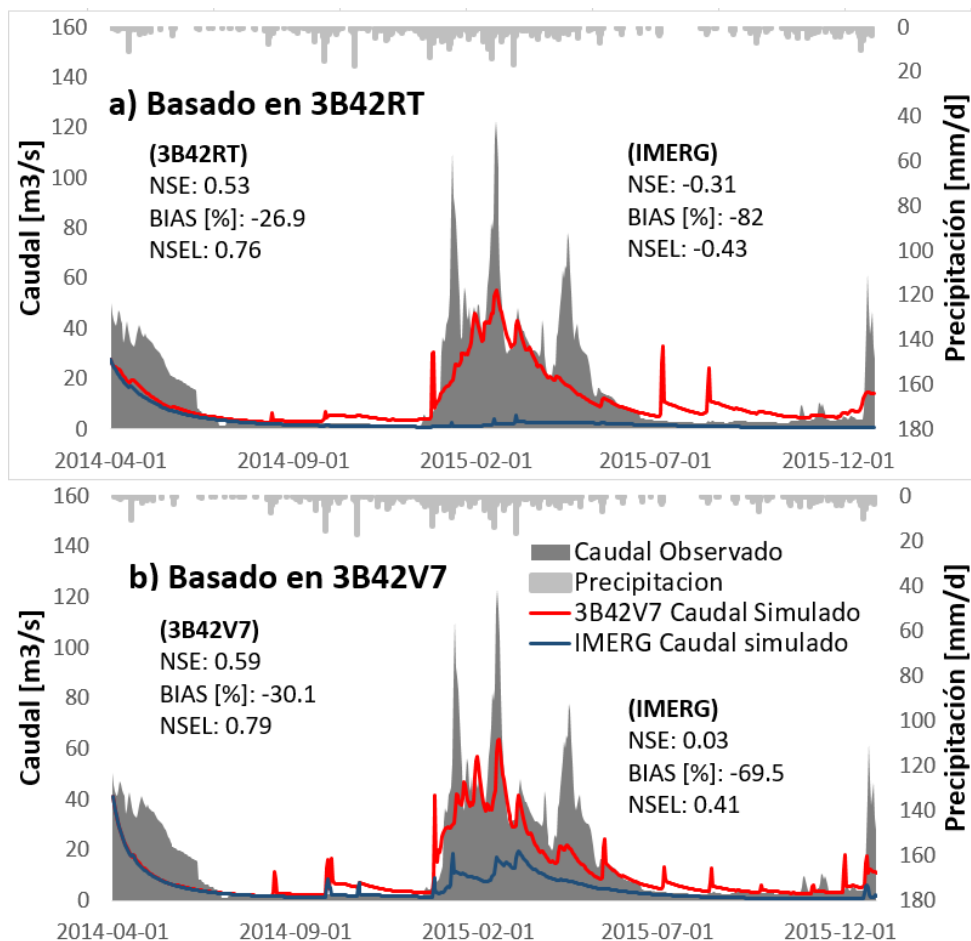 160
140
120
100
80
60
40
20
0
Caudal [m3/s]
a) Basado en 3B42RT
(3B42RT)
NSE: 0.53
BIAS [%]: -26.9
NSEL: 0.76
(IMERG)
NSE: -0.31
BIAS [%]: -82
NSEL: -0.43
0
20
40
60
80
100
120
140
160
180
Precipitación [mm/d]
2014-04-01 2014-09-01 2015-02-01 2015-07-01 2015-12-01
160
140
120
100
80
60
40
20
0
Caudal [m3/s]
b) Basado en 3B42V7
Caudal Observado
Precipitacion
3B42V7 Caudal Simulado
IMERG Caudal simulado
(3B42V7)
NSE: 0.59
BIAS [%]: -30.1
NSEL: 0.79
(IMERG)
NSE: 0.03
BIAS [%]: -69.5
NSEL: 0.41
0
20
40
60
80
100
120
140
160
180
Precipitación [mm/d]
2014-04-01 2014-09-01 2015-02-01 2015-07-01 2015-12-01